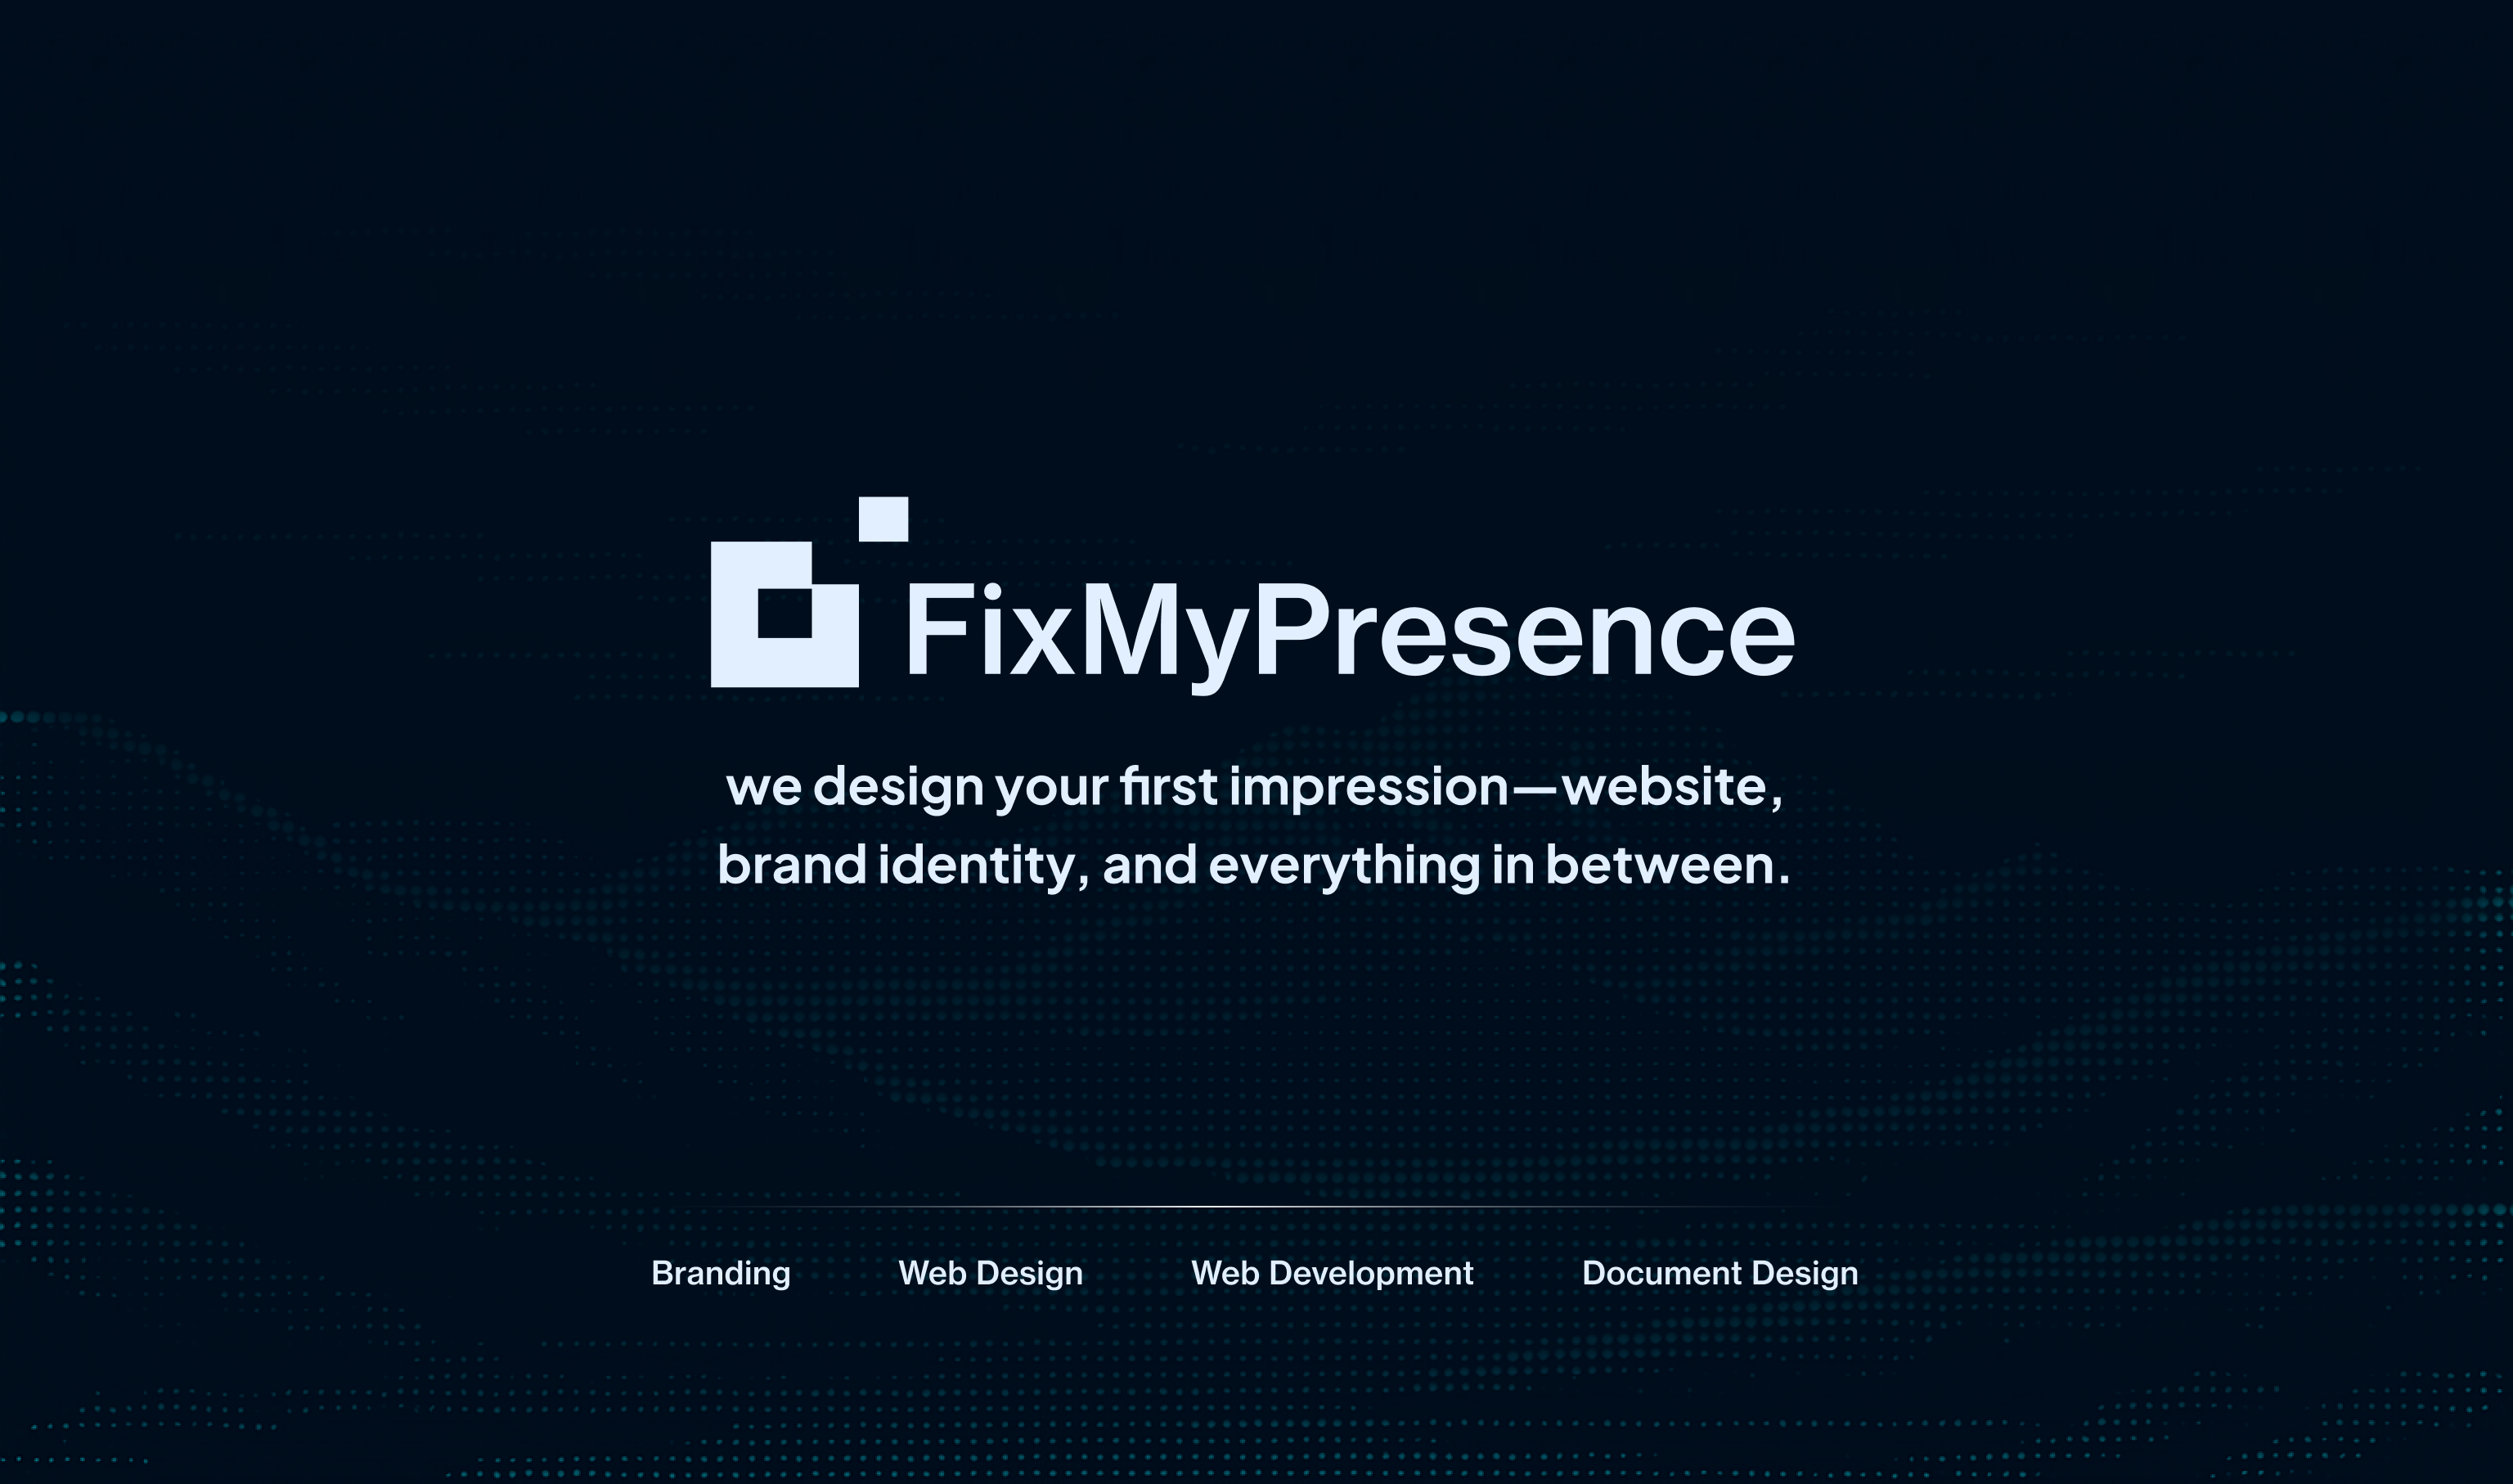 FixMyPresence
we design your first impression—website,
brand identity, and everything in between.
Branding Web Design Web Development Document Design